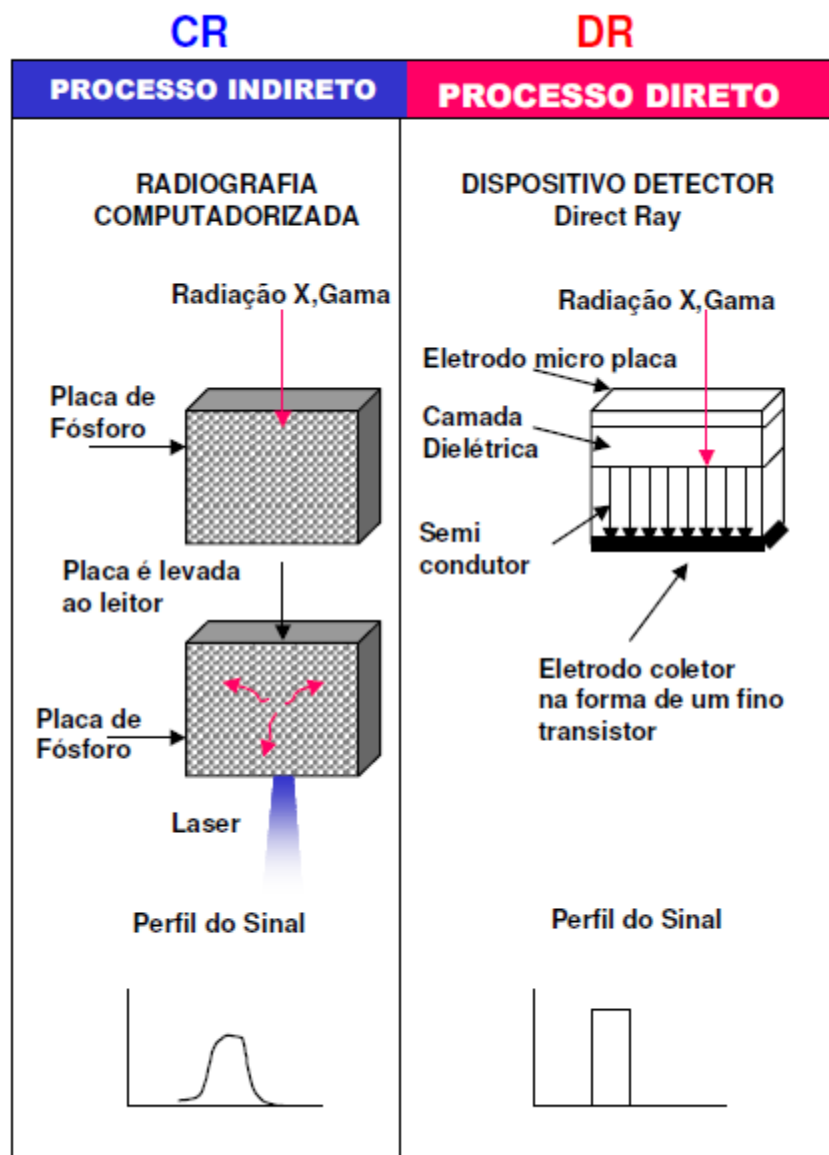 CR
PROCESSO INDIRETO
RADIOGRAFIA
COMPUTADORIZADA
Radiação X,Gama
Placa de
Fósforo
Placa é levada
ao leitor
Placa de
Fósforo
Laser
Perfil do Sinal
DR
PROCESSO DIRETO
DISPOSITIVO DETECTOR
Direct Ray
Radiação X,Gama
Eletrodo micro placa
Camada
Dielétrica
Semi
condutor
Eletrodo coletor
na forma de um fino
transistor
Perfil do Sinal